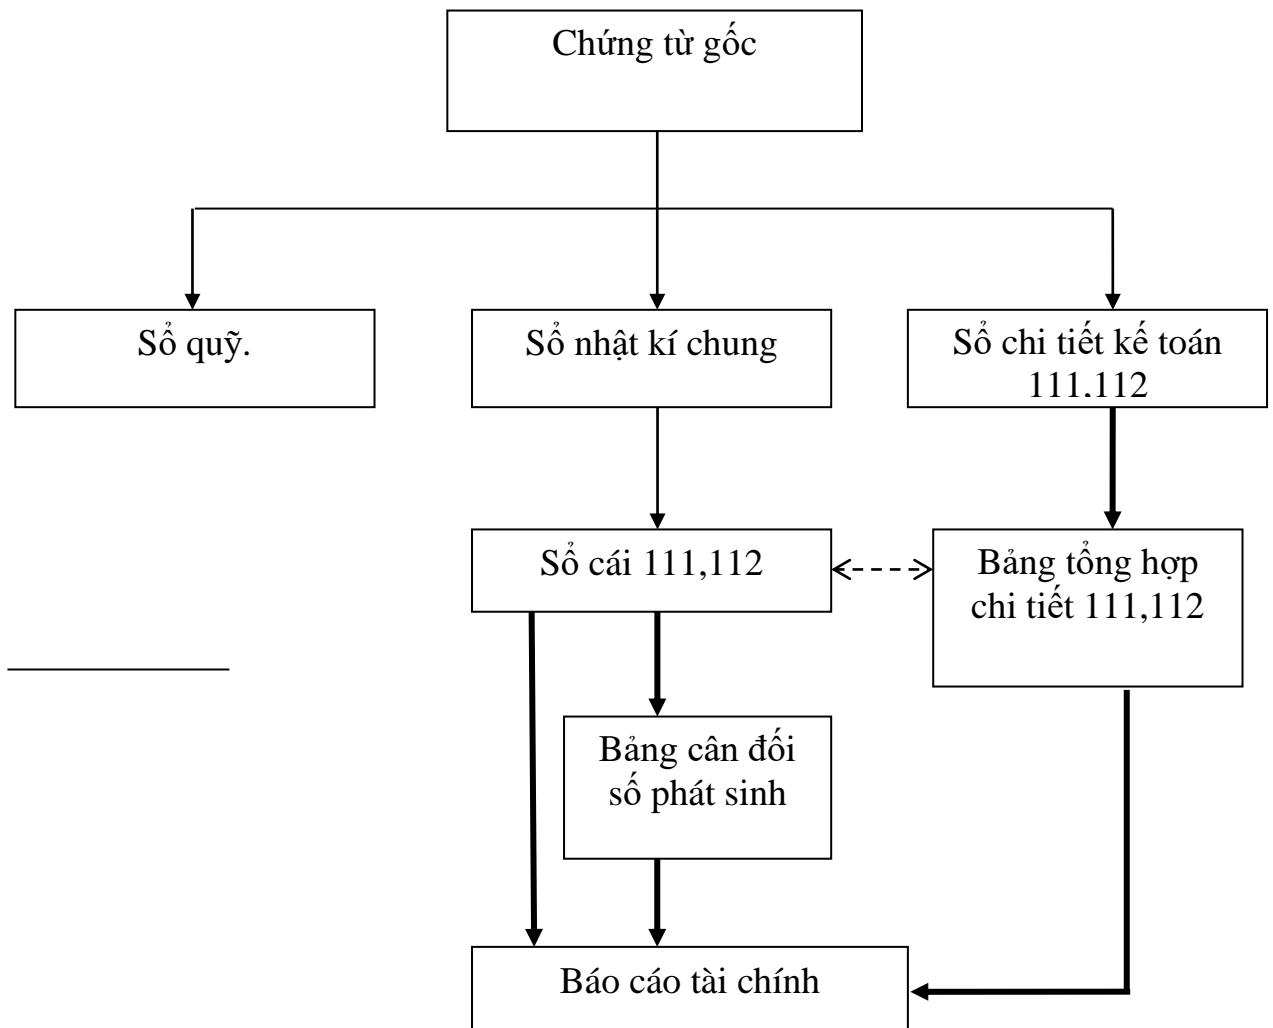 Chứng từ gốc
Sổ quỹ.
Sổ nhật kí chung
Sổ chi tiết kế toán
111,112
Sổ cái 111,112
Bảng tổng hợp
chi tiết 111,112
Bảng cân đối
số phát sinh
Báo cáo tài chính